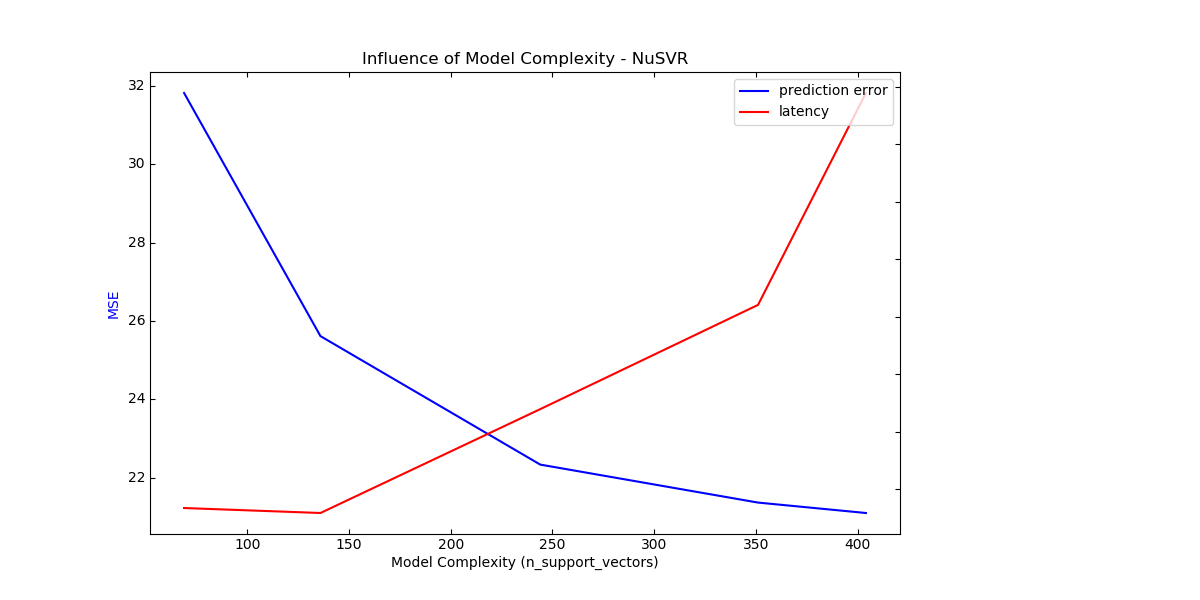 Influence of Model Complexity - NuSVR
prediction error
latency
32
30
28
26
24
22
MSE
100 150 200 250 300 350 400
Model Complexity (n_support_vectors)